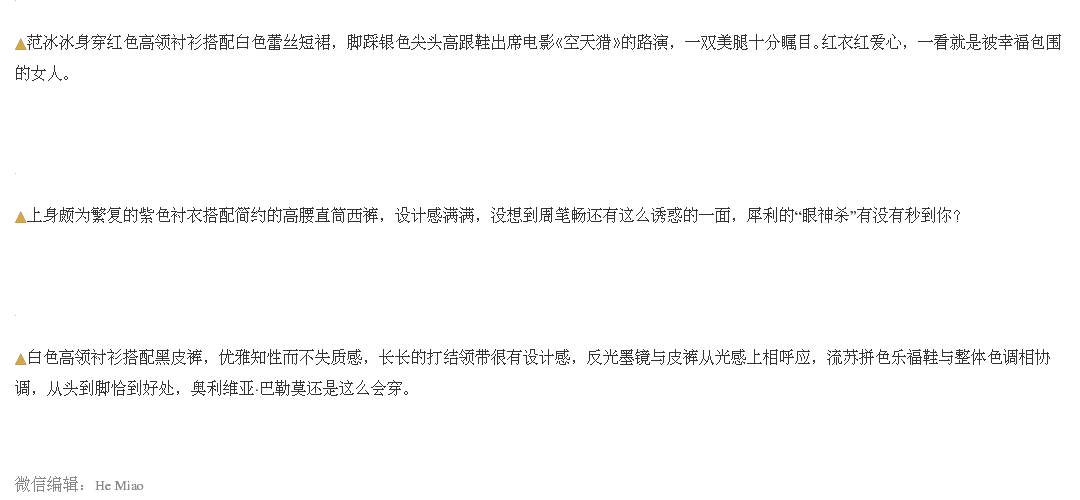 ▲范冰冰身穿红色高领衬衫搭配白色蕾丝短裙，脚踩银色尖头高跟鞋出席电影《空天猎》的路演，一双美腿十分瞩目。红衣红爱心，一看就是被幸福包围
的女人。
▲上身颇为繁复的紫色衬衣搭配简约的高腰直筒西裤，设计感满满，没想到周笔畅还有这么诱惑的一面，犀利的“眼神杀”有没有秒到你？
▲白色高领衬衫搭配黑皮裤，优雅知性而不失质感，长长的打结领带很有设计感，反光墨镜与皮裤从光感上相呼应，流苏拼色乐福鞋与整体色调相协
调，从头到脚恰到好处，奥利维亚·巴勒莫还是这么会穿。
微信编辑：He Miao